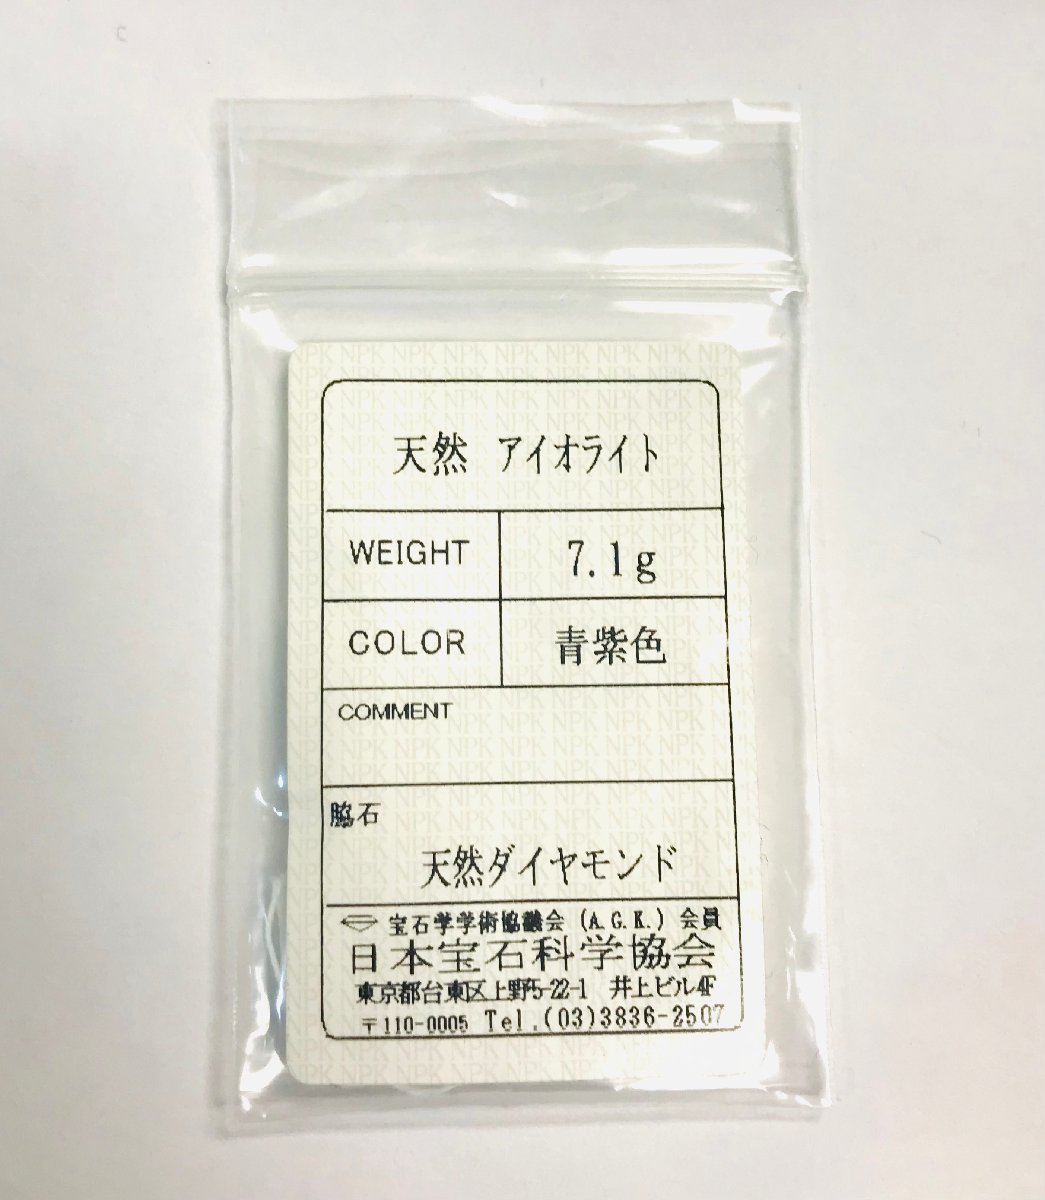 天然 アイオライト
WEIGHT 7.1g
COLOR 青紫色
COMMENT
脇石
天然ダイヤモンド
宝石学学術協議会 (A.G.K.) 会員
日本宝石科学協会
東京都台東区上野5-22-1 井上ビル4F
〒110-0005 Tel.(03)3836-2507